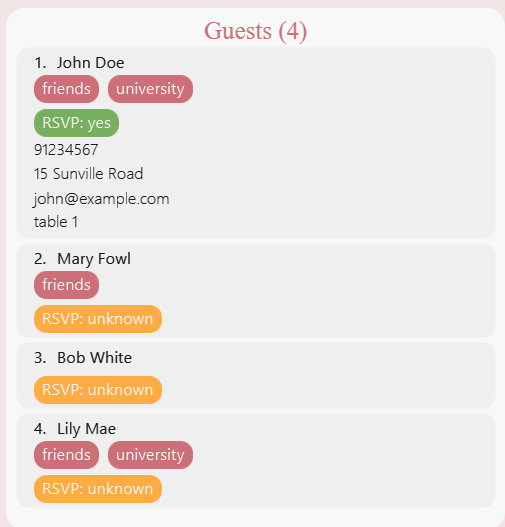 Guests (4)
1. John Doe
friends university
RSVP: yes
91234567
15 Sunville Road
john@example.com
table 1
2. Mary Fowl
friends
RSVP: unknown
3. Bob White
RSVP: unknown
4. Lily Mae
friends university
RSVP: unknown